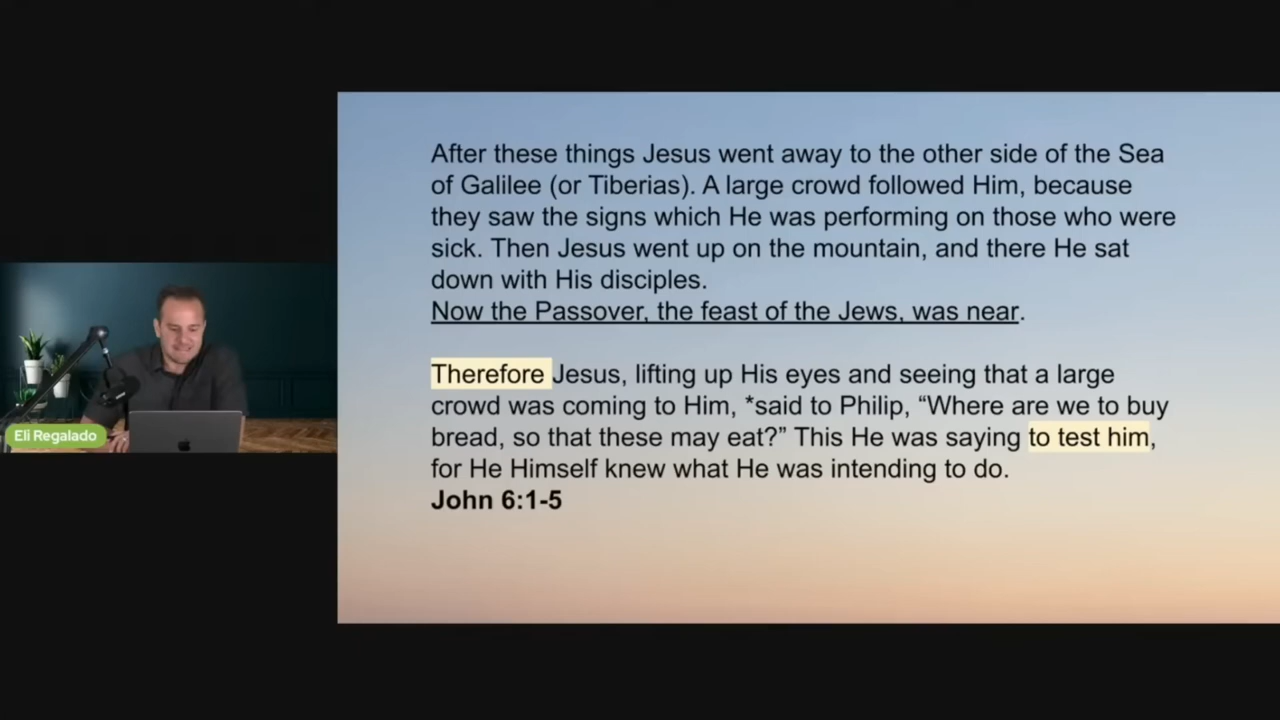 After these things Jesus went away to the other side of the Sea
of Galilee (or Tiberias). A large crowd followed Him, because
they saw the signs which He was performing on those who were
sick. Then Jesus went up on the mountain, and there He sat
down with His disciples.
Now the Passover, the feast of the Jews, was near.
Therefore Jesus, lifting up His eyes and seeing that a large
crowd was coming to Him, *said to Philip, “Where are we to buy
bread, so that these may eat?” This He was saying to test him,
for He Himself knew what He was intending to do.
John 6:1-5
Eli Regalado